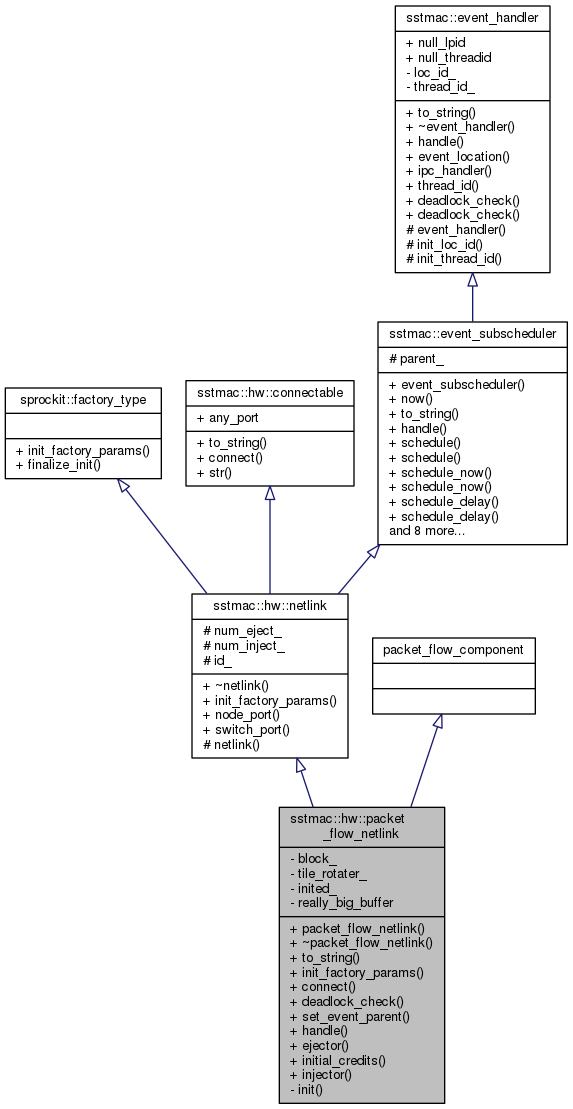 sstmac::event_handler
+ null_lpid
+ null_threadid
- loc_id_
- thread_id_
+ to_string()
+ ~event_handler()
+ handle()
+ event_location()
+ ipc_handler()
+ thread_id()
+ deadlock_check()
+ deadlock_check()
# event_handler()
# init_loc_id()
# init_thread_id()
sstmac::event_subscheduler
# parent_
+ event_subscheduler()
+ now()
+ to_string()
+ handle()
+ schedule()
+ schedule()
+ schedule_now()
+ schedule_now()
+ schedule_delay()
+ schedule_delay()
and 8 more...
sprockit::factory_type
+ init_factory_params()
+ finalize_init()
sstmac::hw::connectable
+ any_port
+ to_string()
+ connect()
+ str()
sstmac::hw::netlink
# num_eject_
# num_inject_
# id_
+ ~netlink()
+ init_factory_params()
+ node_port()
+ switch_port()
# netlink()
packet_flow_component
sstmac::hw::packet
_flow_netlink
- block_
- tile_rotater_
- inited_
- really_big_buffer
+ packet_flow_netlink()
+ ~packet_flow_netlink()
+ to_string()
+ init_factory_params()
+ connect()
+ deadlock_check()
+ set_event_parent()
+ handle()
+ ejector()
+ initial_credits()
+ injector()
- init()